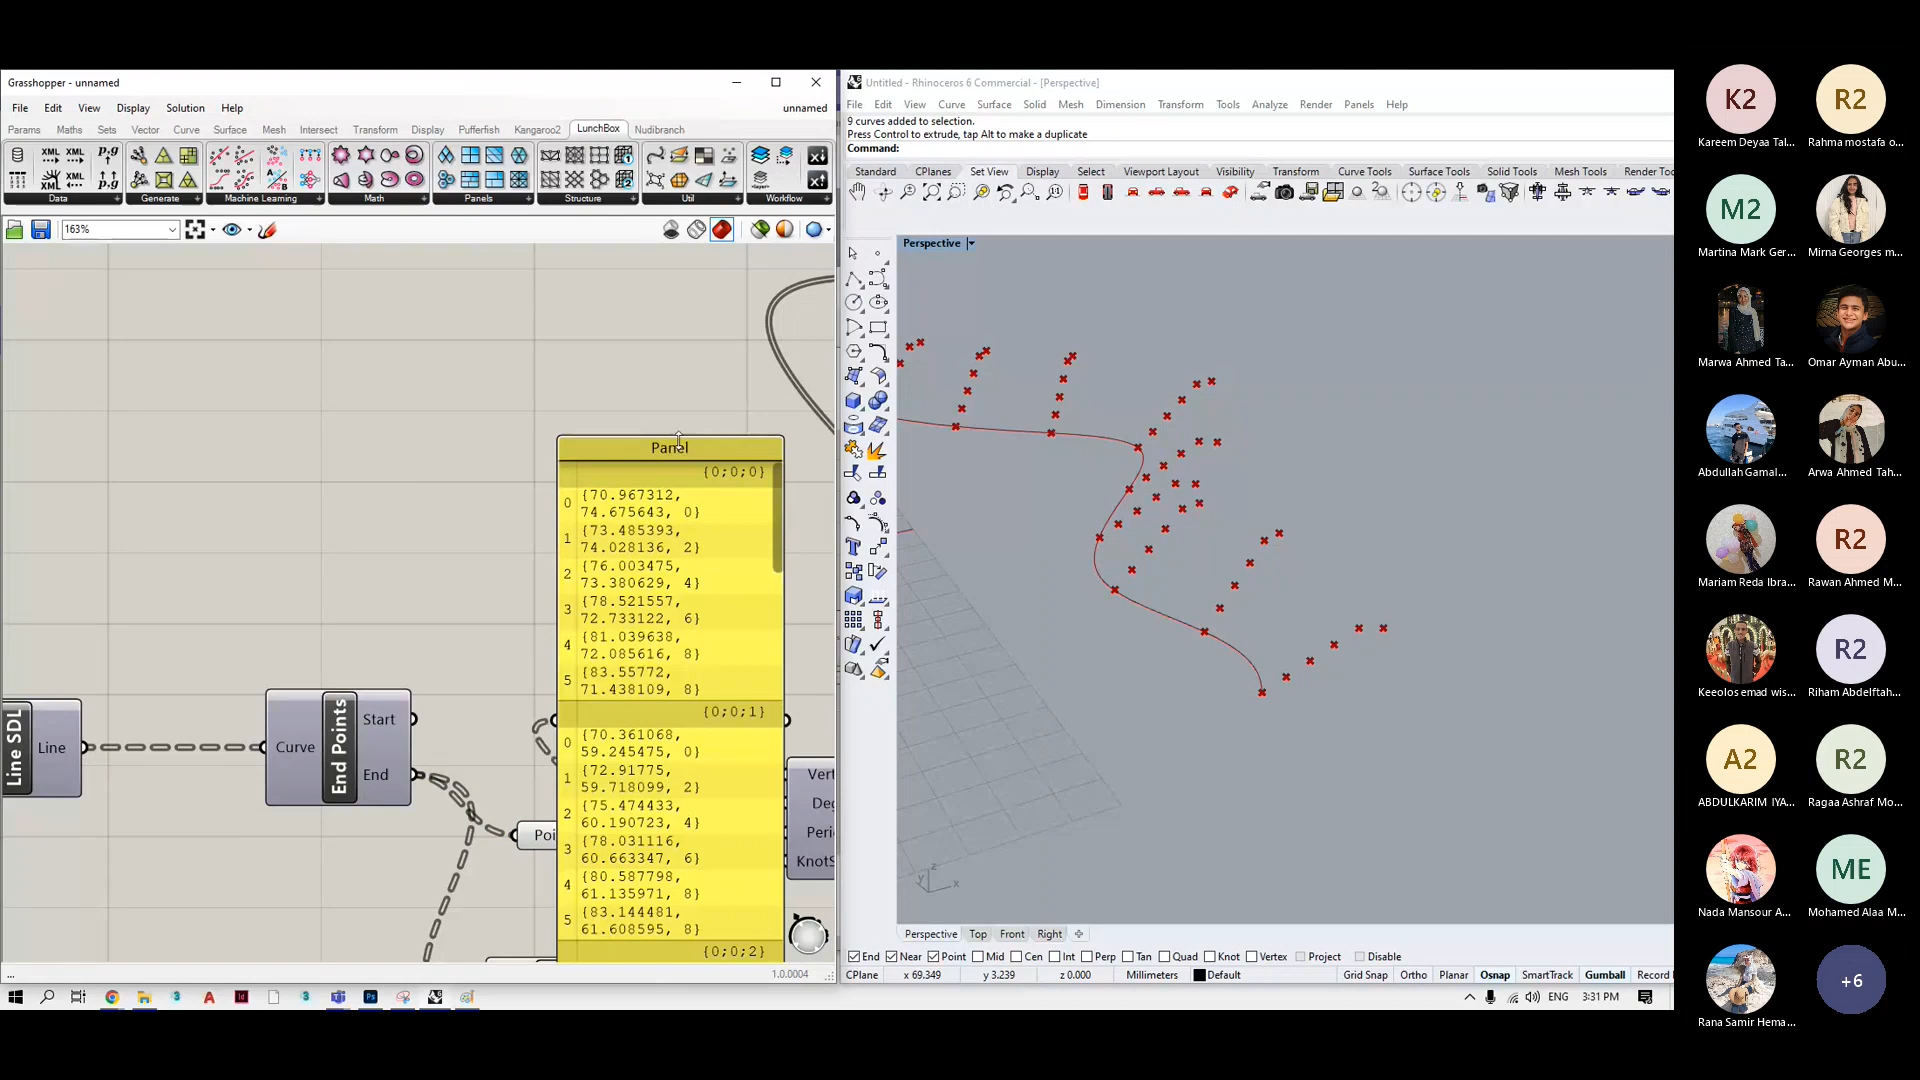 Grasshopper - unnamed
File Edit View Display Solution Help unnamed
Params Maths Sets Vector Curve Surface Mesh Intersect Transform Display Pufferfish Kangaroo2 LunchBox Nudibranch
XML XML p,q
XML XML p,q
Data Generate Machine Learning Math Panels Structure Util Workflow
163%
Panel
{0;0;0}
0 {70.967312, 74.675643, 0}
1 {73.485393, 74.028136, 2}
2 {76.003475, 73.380629, 4}
3 {78.521557, 72.733122, 6}
4 {81.039638, 72.085616, 8}
5 {83.55772, 71.438109, 8}
{0;0;1}
0 {70.361068, 59.245475, 0}
1 {72.91775, 59.718099, 2}
2 {75.474433, 60.190723, 4}
3 {78.031116, 60.663347, 6}
4 {80.587798, 61.135971, 8}
5 {83.144481, 61.608595, 8}
{0;0;2}
Line SDL
Line
Curve
End Points
Start
End
Poi
Vert
Deg
Peri
KnotS
...
1.0.0004
Untitled - Rhinoceros 6 Commercial - [Perspective]
File Edit View Curve Surface Solid Mesh Dimension Transform Tools Analyze Render Panels Help
9 curves added to selection.
Press Control to extrude, tap Alt to make a duplicate
Command:
Standard CPlanes Set View Display Select Viewport Layout Visibility Transform Curve Tools Surface Tools Solid Tools Mesh Tools Render Too
Perspective
z
y x
Perspective Top Front Right
End Near Point Mid Cen Int Perp Tan Quad Knot Vertex Project Disable
CPlane x 69.349 y 3.239 z 0.000 Millimeters Default Grid Snap Ortho Planar Osnap SmartTrack Gumball Record
ENG 3:31 PM
K2 R2
Kareem Deyaa Tal... Rahma mostafa o...
M2
Martina Mark Ger... Mirna Georges m...
Marwa Ahmed Ta... Omar Ayman Abu...
Abdullah Gamal... Arwa Ahmed Tah...
R2
Mariam Reda Ibra... Rawan Ahmed M...
R2
Keeolos emad wis... Riham Abdelftah...
A2 R2
ABDULKARIM IYA... Ragaa Ashraf Mo...
ME
Nada Mansour A... Mohamed Alaa M...
+6
Rana Samir Hema...